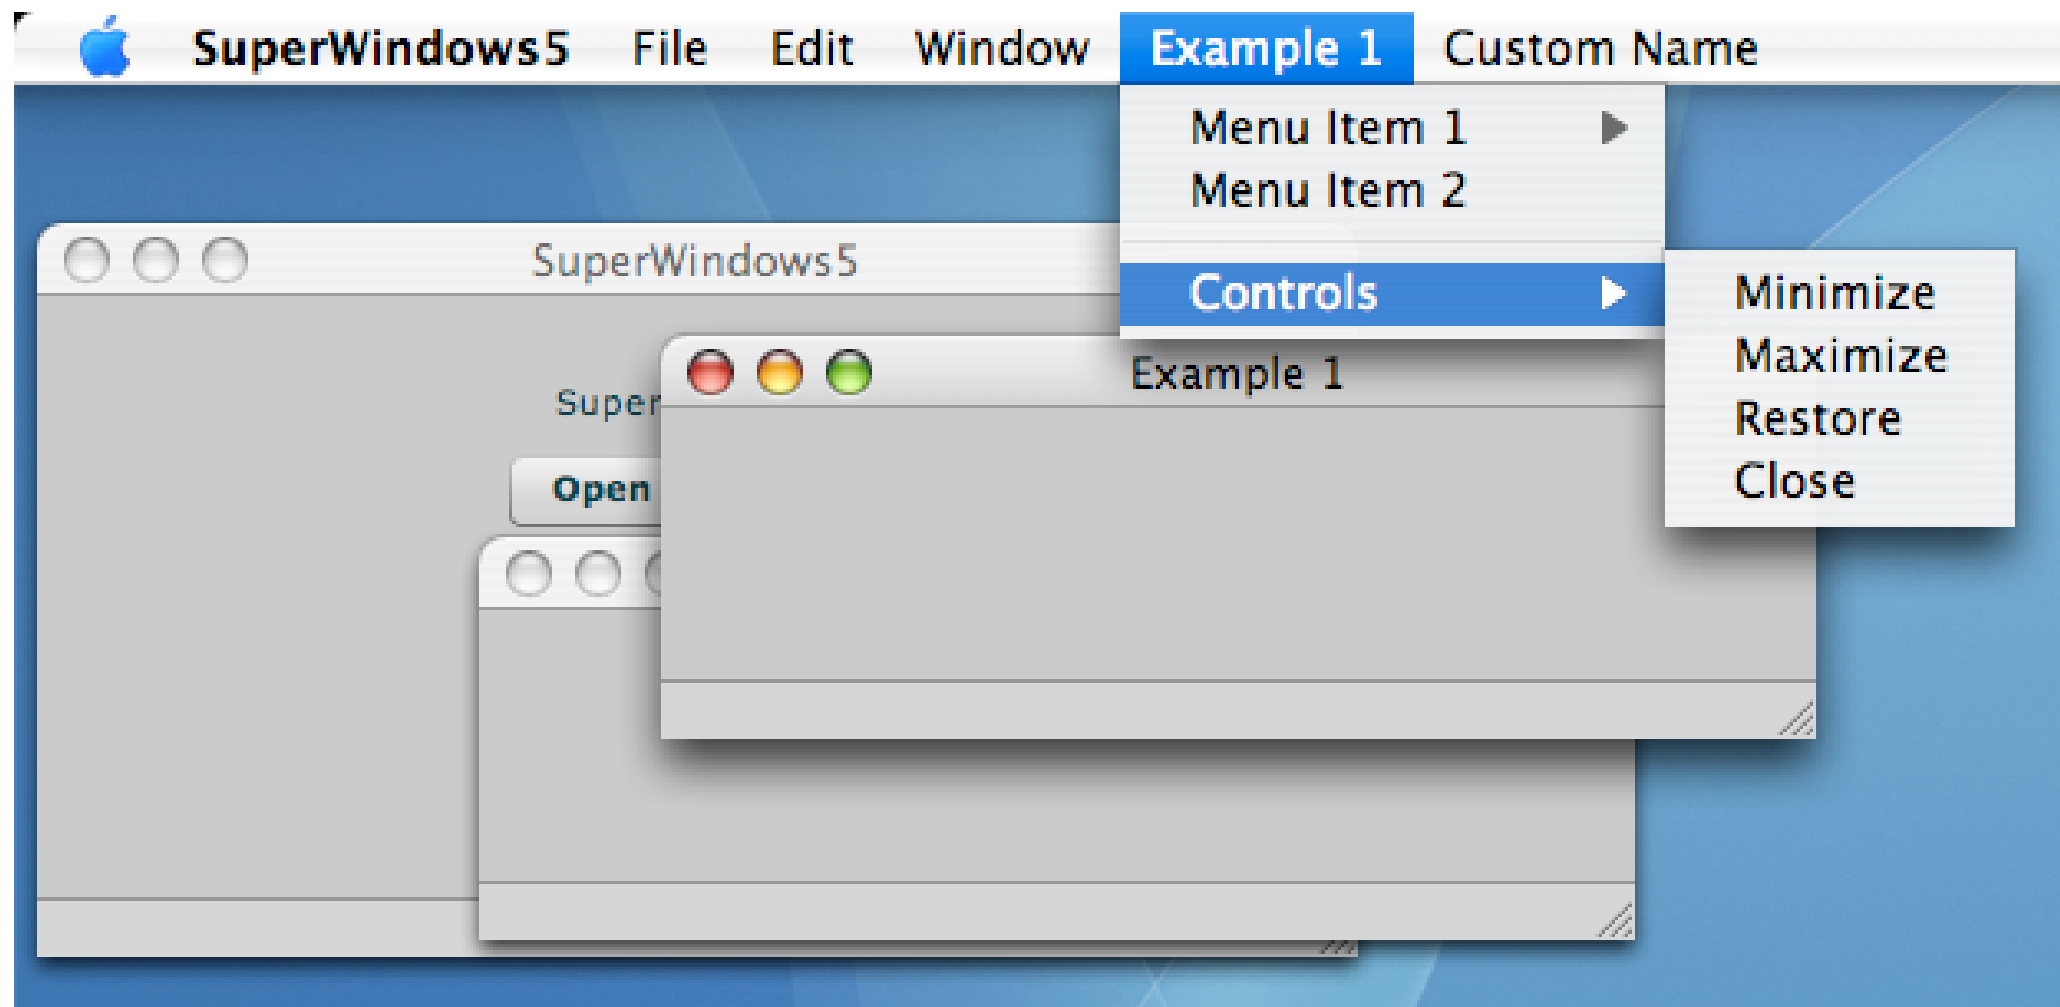 SuperWindows5 File Edit Window Example 1 Custom Name
Menu Item 1
Menu Item 2
Controls
Minimize
Maximize
Restore
Close
SuperWindows5
Example 1
Super
Open